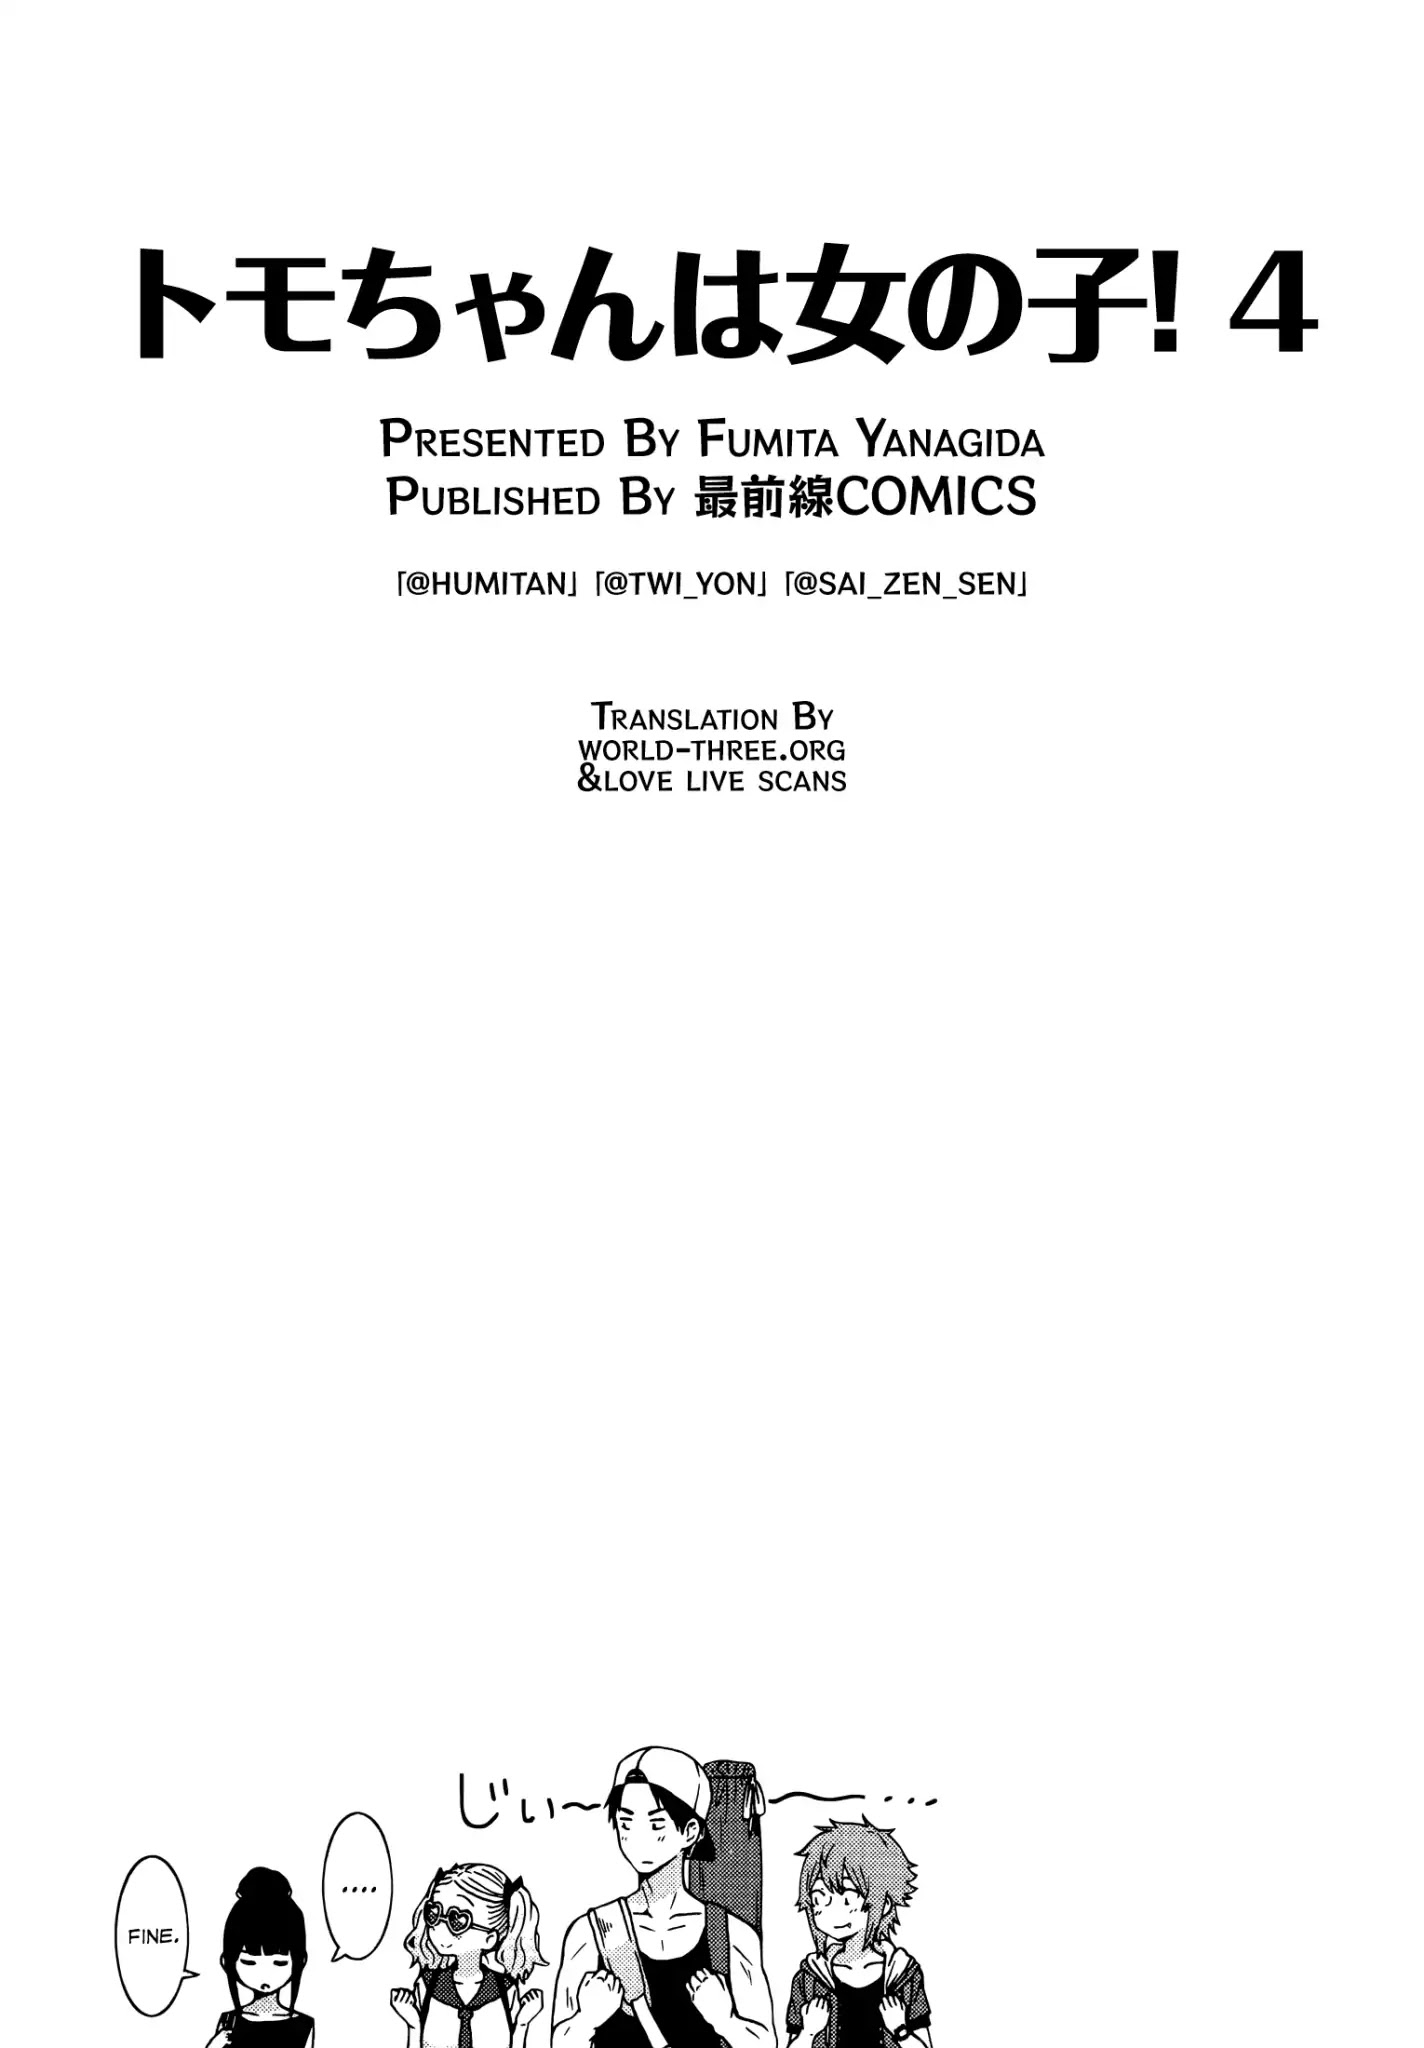 トモちゃんは女の子! 4
PRESENTED BY FUMITA YANAGIDA
PUBLISHED BY 最前線COMICS
「@HUMITAN」「@TWI_YON」「@SAI_ZEN_SEN」
TRANSLATION BY
WORLD-THREE.ORG
&LOVE LIVE SCANS
じぃ〜〜...
....
FINE.